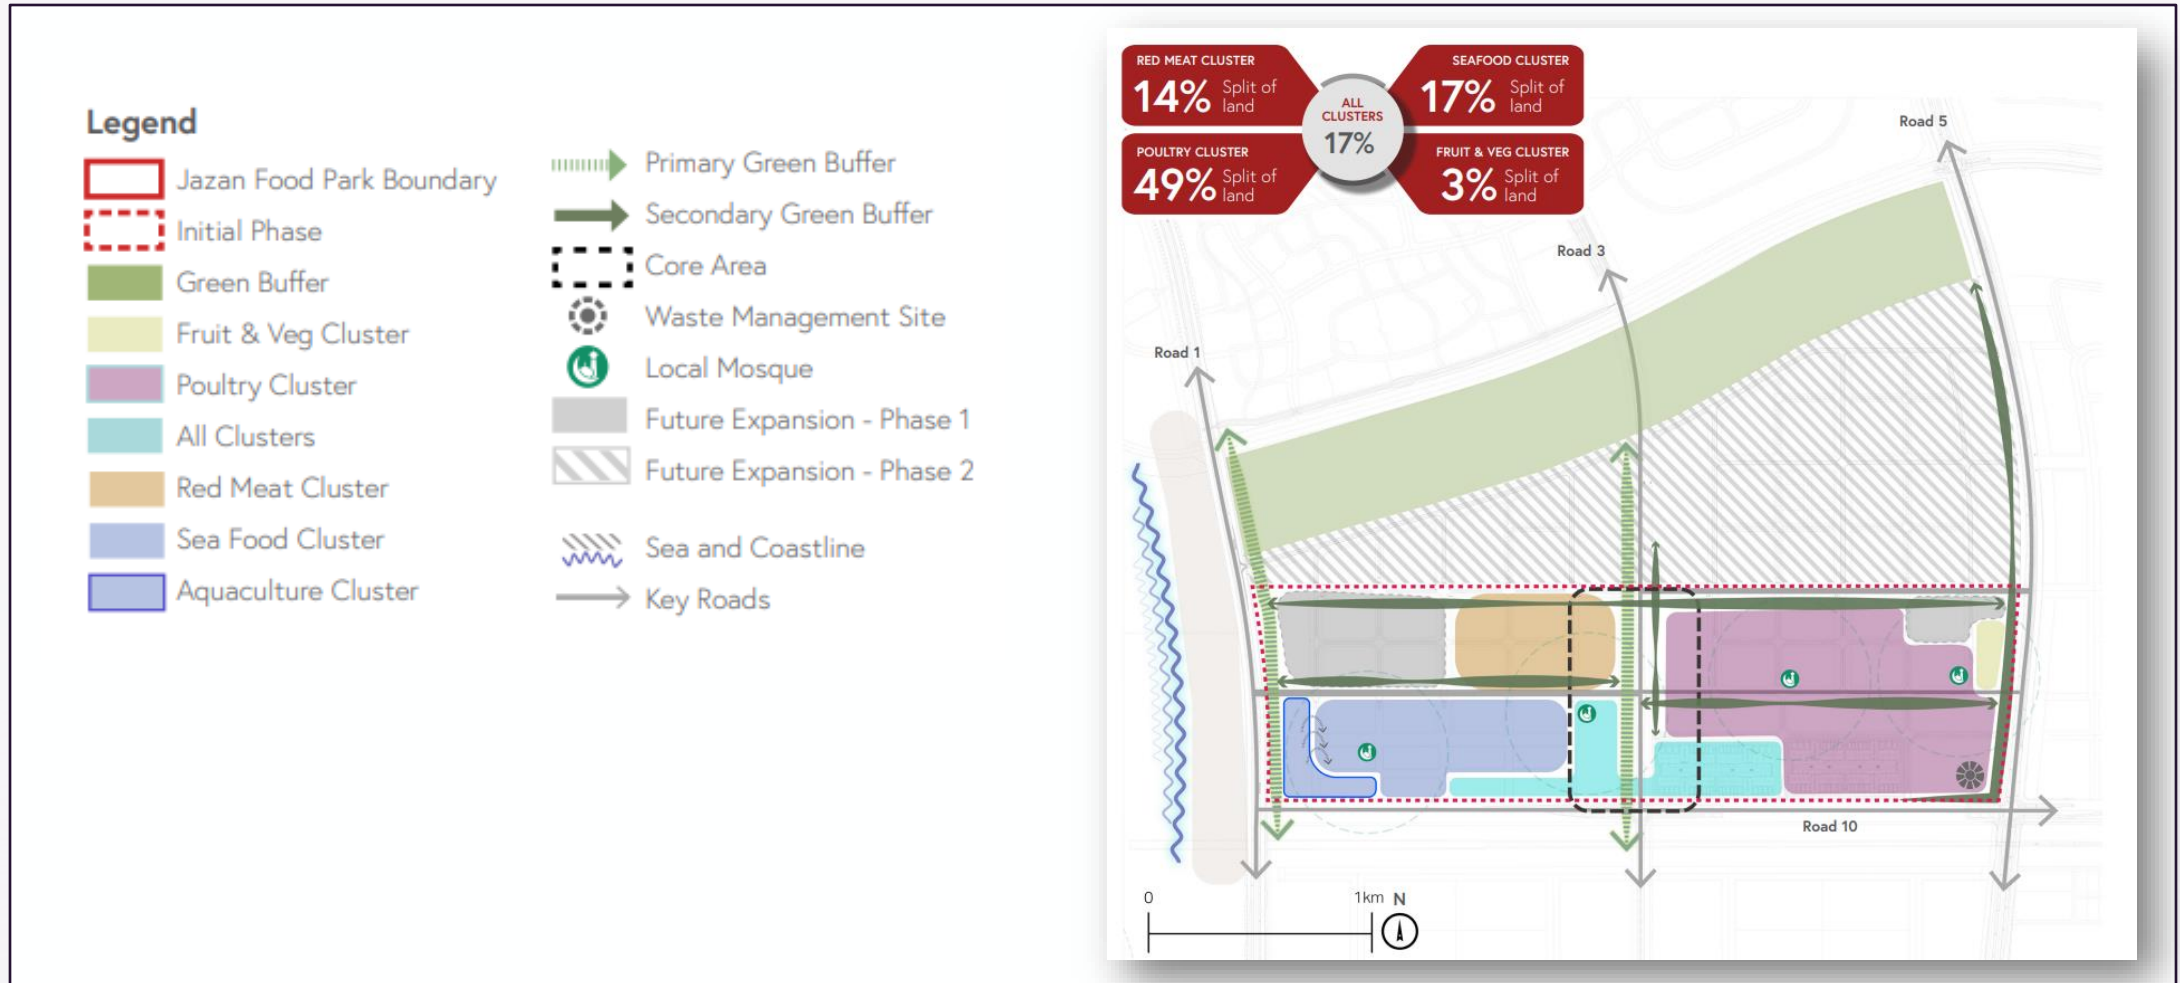 Legend
Jazan Food Park Boundary
Initial Phase
Green Buffer
Fruit & Veg Cluster
Poultry Cluster
All Clusters
Red Meat Cluster
Sea Food Cluster
Aquaculture Cluster
Primary Green Buffer
Secondary Green Buffer
Core Area
Waste Management Site
Local Mosque
Future Expansion - Phase 1
Future Expansion - Phase 2
Sea and Coastline
Key Roads
RED MEAT CLUSTER
14% Split of
land
SEAFOOD CLUSTER
17% Split of
land
ALL
CLUSTERS
17%
POULTRY CLUSTER
49% Split of
land
FRUIT & VEG CLUSTER
3% Split of
land
Road 5
Road 3
Road 1
Road 10
0
1km
N